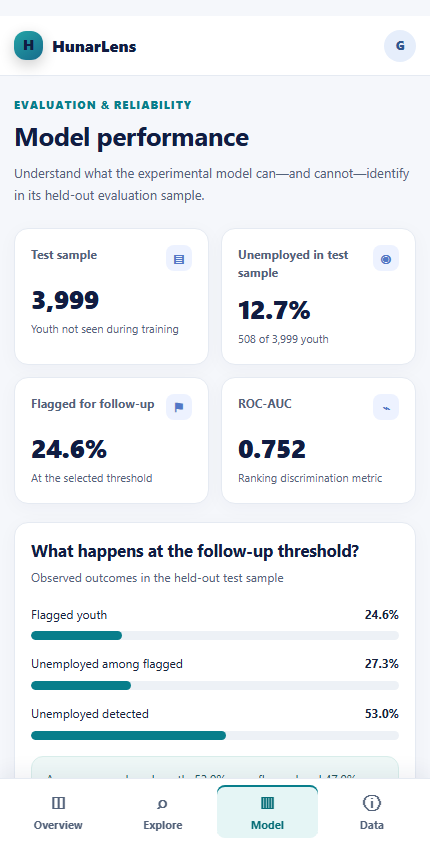 H HunarLens G
EVALUATION & RELIABILITY
Model performance
Understand what the experimental model can—and cannot—identify
in its held-out evaluation sample.
Test sample
3,999
Youth not seen during training
Unemployed in test
sample
12.7%
508 of 3,999 youth
Flagged for follow-up
24.6%
At the selected threshold
ROC-AUC
0.752
Ranking discrimination metric
What happens at the follow-up threshold?
Observed outcomes in the held-out test sample
Flagged youth 24.6%
Unemployed among flagged 27.3%
Unemployed detected 53.0%
Overview Explore Model Data